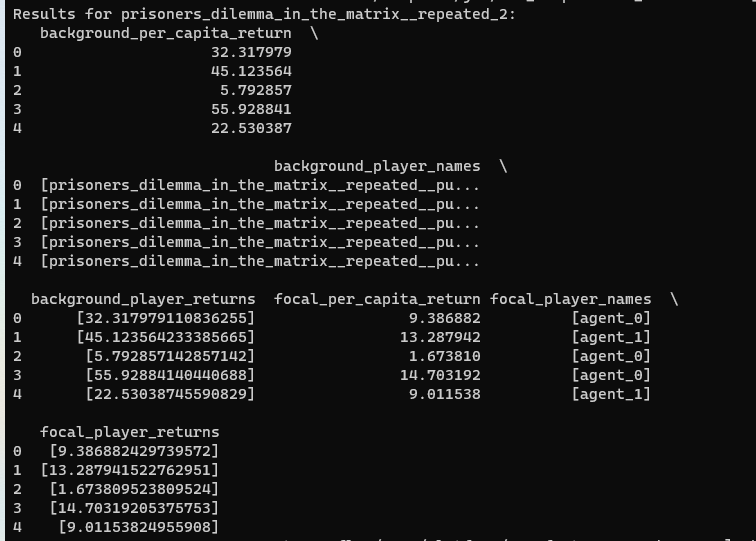 Results for prisoners_dilemma_in_the_matrix__repeated_2:
   background_per_capita_return  \
0                     32.317979
1                     45.123564
2                      5.792857
3                     55.928841
4                     22.530387

                             background_player_names  \
0  [prisoners_dilemma_in_the_matrix__repeated__pu...
1  [prisoners_dilemma_in_the_matrix__repeated__pu...
2  [prisoners_dilemma_in_the_matrix__repeated__pu...
3  [prisoners_dilemma_in_the_matrix__repeated__pu...
4  [prisoners_dilemma_in_the_matrix__repeated__pu...

  background_player_returns  focal_per_capita_return focal_player_names  \
0      [32.317979110836255]                 9.386882          [agent_0]
1      [45.123564233385665]                13.287942          [agent_1]
2       [5.792857142857142]                 1.673810          [agent_0]
3       [55.92884140440688]                14.703192          [agent_0]
4       [22.53038745590829]                 9.011538          [agent_1]

   focal_player_returns
0   [9.386882429739572]
1  [13.287941522762951]
2   [1.673809523809524]
3   [14.70319205375753]
4    [9.01153824955908]